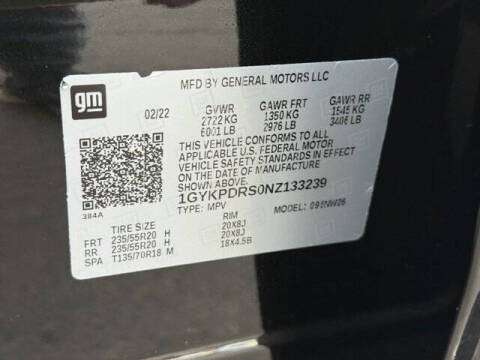 gm
MFD BY GENERAL MOTORS LLC
02/22 GVWR GAWR FRT GAWR RR
2722 KG 1350 KG 1545 KG
6001 LB 2976 LB 3406 LB
THIS VEHICLE CONFORMS TO ALL
APPLICABLE U.S. FEDERAL MOTOR
VEHICLE SAFETY STANDARDS IN EFFECT
ON THE DATE OF MANUFACTURE
SHOWN ABOVE.
384A
1GYKPDRS0NZ133239
TYPE: MPV MODEL:
TIRE SIZE RIM
FRT 235/55R20 H 20X8J
RR 235/55R20 H 20X8J
SPA T135/70R18 M 18X4.5B